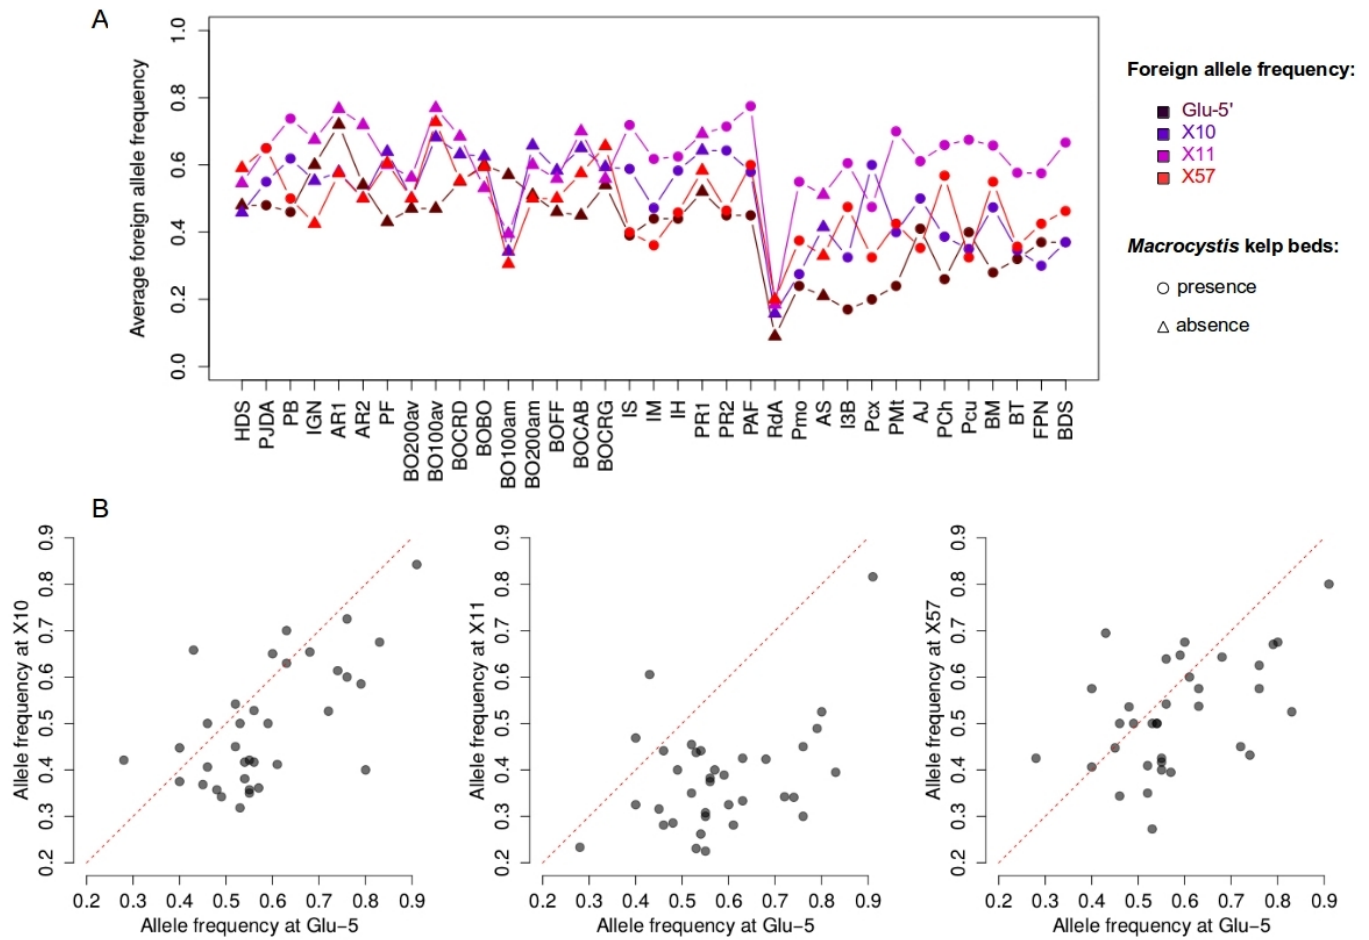 A
Average foreign allele frequency
1.0
0.8
0.6
0.4
0.2
0.0
HDS
PJDA
PB
IGN
AR1
AR2
PF
BO200av
BO100av
BOCRD
BOBO
BO100am
BO200am
BOFF
BOCAB
BOCRG
IS
IM
IH
PR1
PR2
PAF
RdA
Pmo
AS
I3B
Pcx
PMt
AJ
PCh
Pcu
BM
BT
FPN
BDS
Foreign allele frequency:
Glu-5'
X10
X11
X57
Macrocystis kelp beds:
presence
absence
B
Allele frequency at X10
0.9
0.8
0.7
0.6
0.5
0.4
0.3
0.2
0.2 0.3 0.4 0.5 0.6 0.7 0.8 0.9
Allele frequency at Glu−5
Allele frequency at X11
0.9
0.8
0.7
0.6
0.5
0.4
0.3
0.2
0.2 0.3 0.4 0.5 0.6 0.7 0.8 0.9
Allele frequency at Glu−5
Allele frequency at X57
0.9
0.8
0.7
0.6
0.5
0.4
0.3
0.2
0.2 0.3 0.4 0.5 0.6 0.7 0.8 0.9
Allele frequency at Glu−5